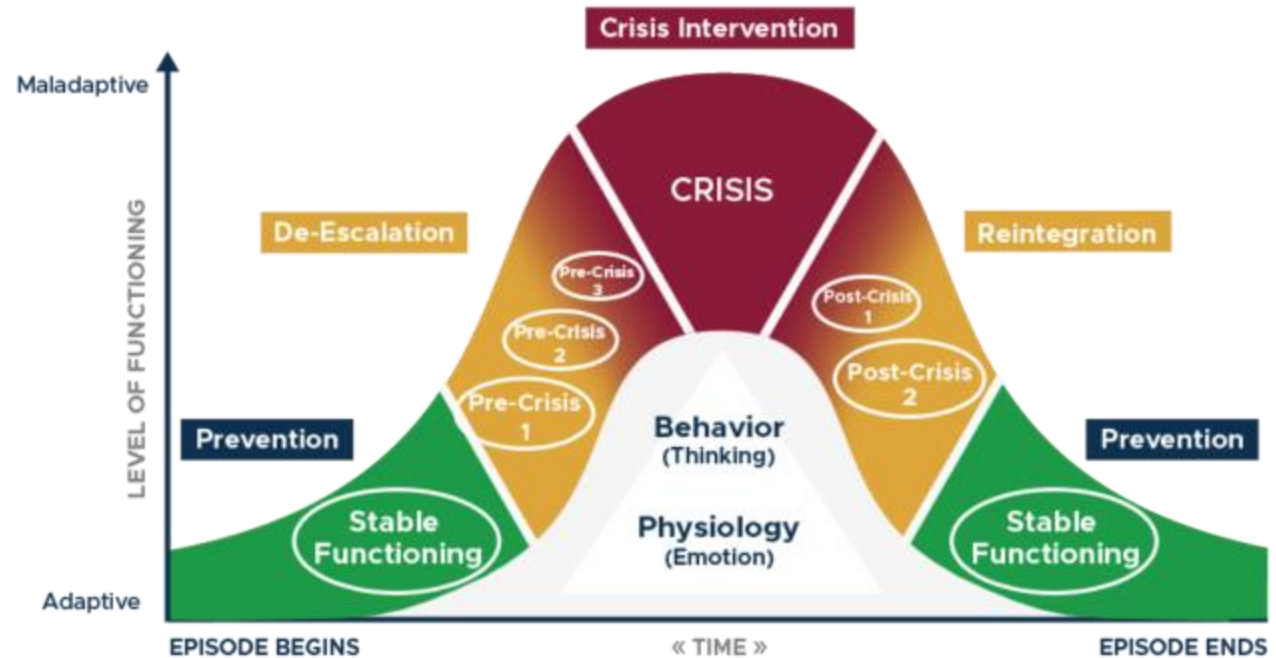 Crisis Intervention
Maladaptive
CRISIS
De-Escalation
Reintegration
LEVEL OF FUNCTIONING
Pre-Crisis
3
Post-Crisis
1
Pre-Crisis
2
Post-Crisis
2
Pre-Crisis
1
Prevention
Behavior
(Thinking)
Prevention
Stable
Functioning
Physiology
(Emotion)
Stable
Functioning
Adaptive
EPISODE BEGINS
« TIME »
EPISODE ENDS